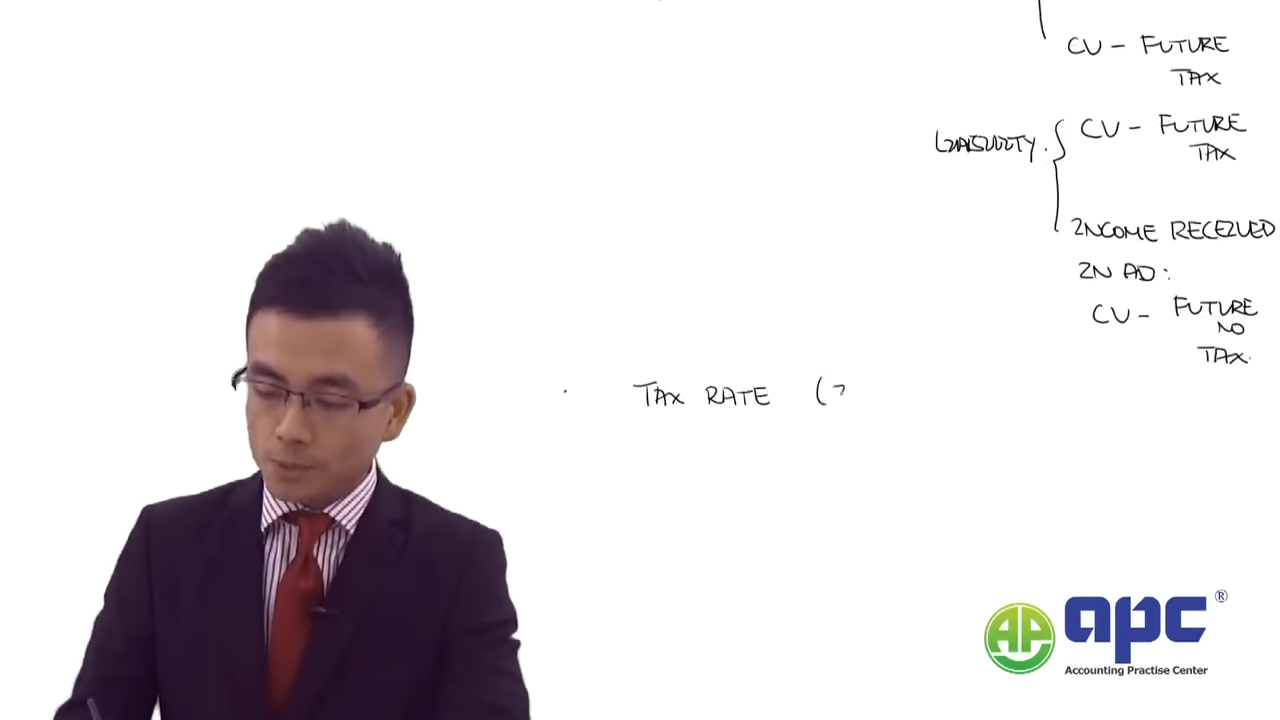 CU - FUTURE
TAX
LIABILITY. CU - FUTURE
TAX
INCOME RECEIVED
IN AD:
CU - FUTURE
NO
TAX.
TAX RATE (
AP apc ®
Accounting Practise Center